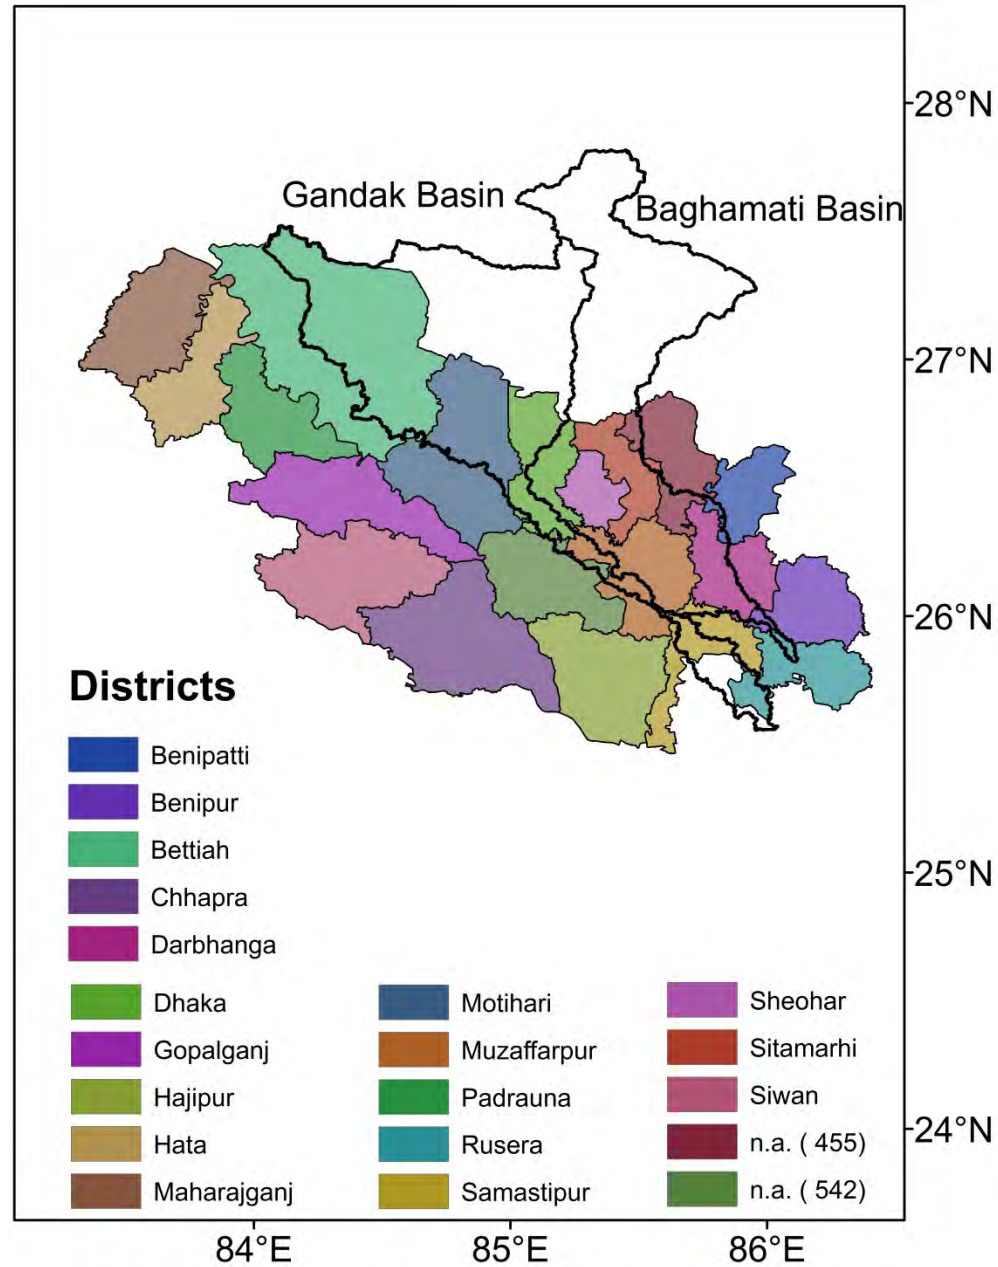 28°N
Gandak Basin
Baghamati Basin
27°N
26°N
Districts
Benipatti
Benipur
Bettiah
25°N
Chhapra
Darbhanga
Dhaka
Motihari
Sheohar
Gopalganj
Muzaffarpur
Sitamarhi
Hajipur
Padrauna
Siwan
24°N
Hata
Rusera
n.a. ( 455)
Maharajganj
Samastipur
n.a. ( 542)
84°E
85°E
86°E